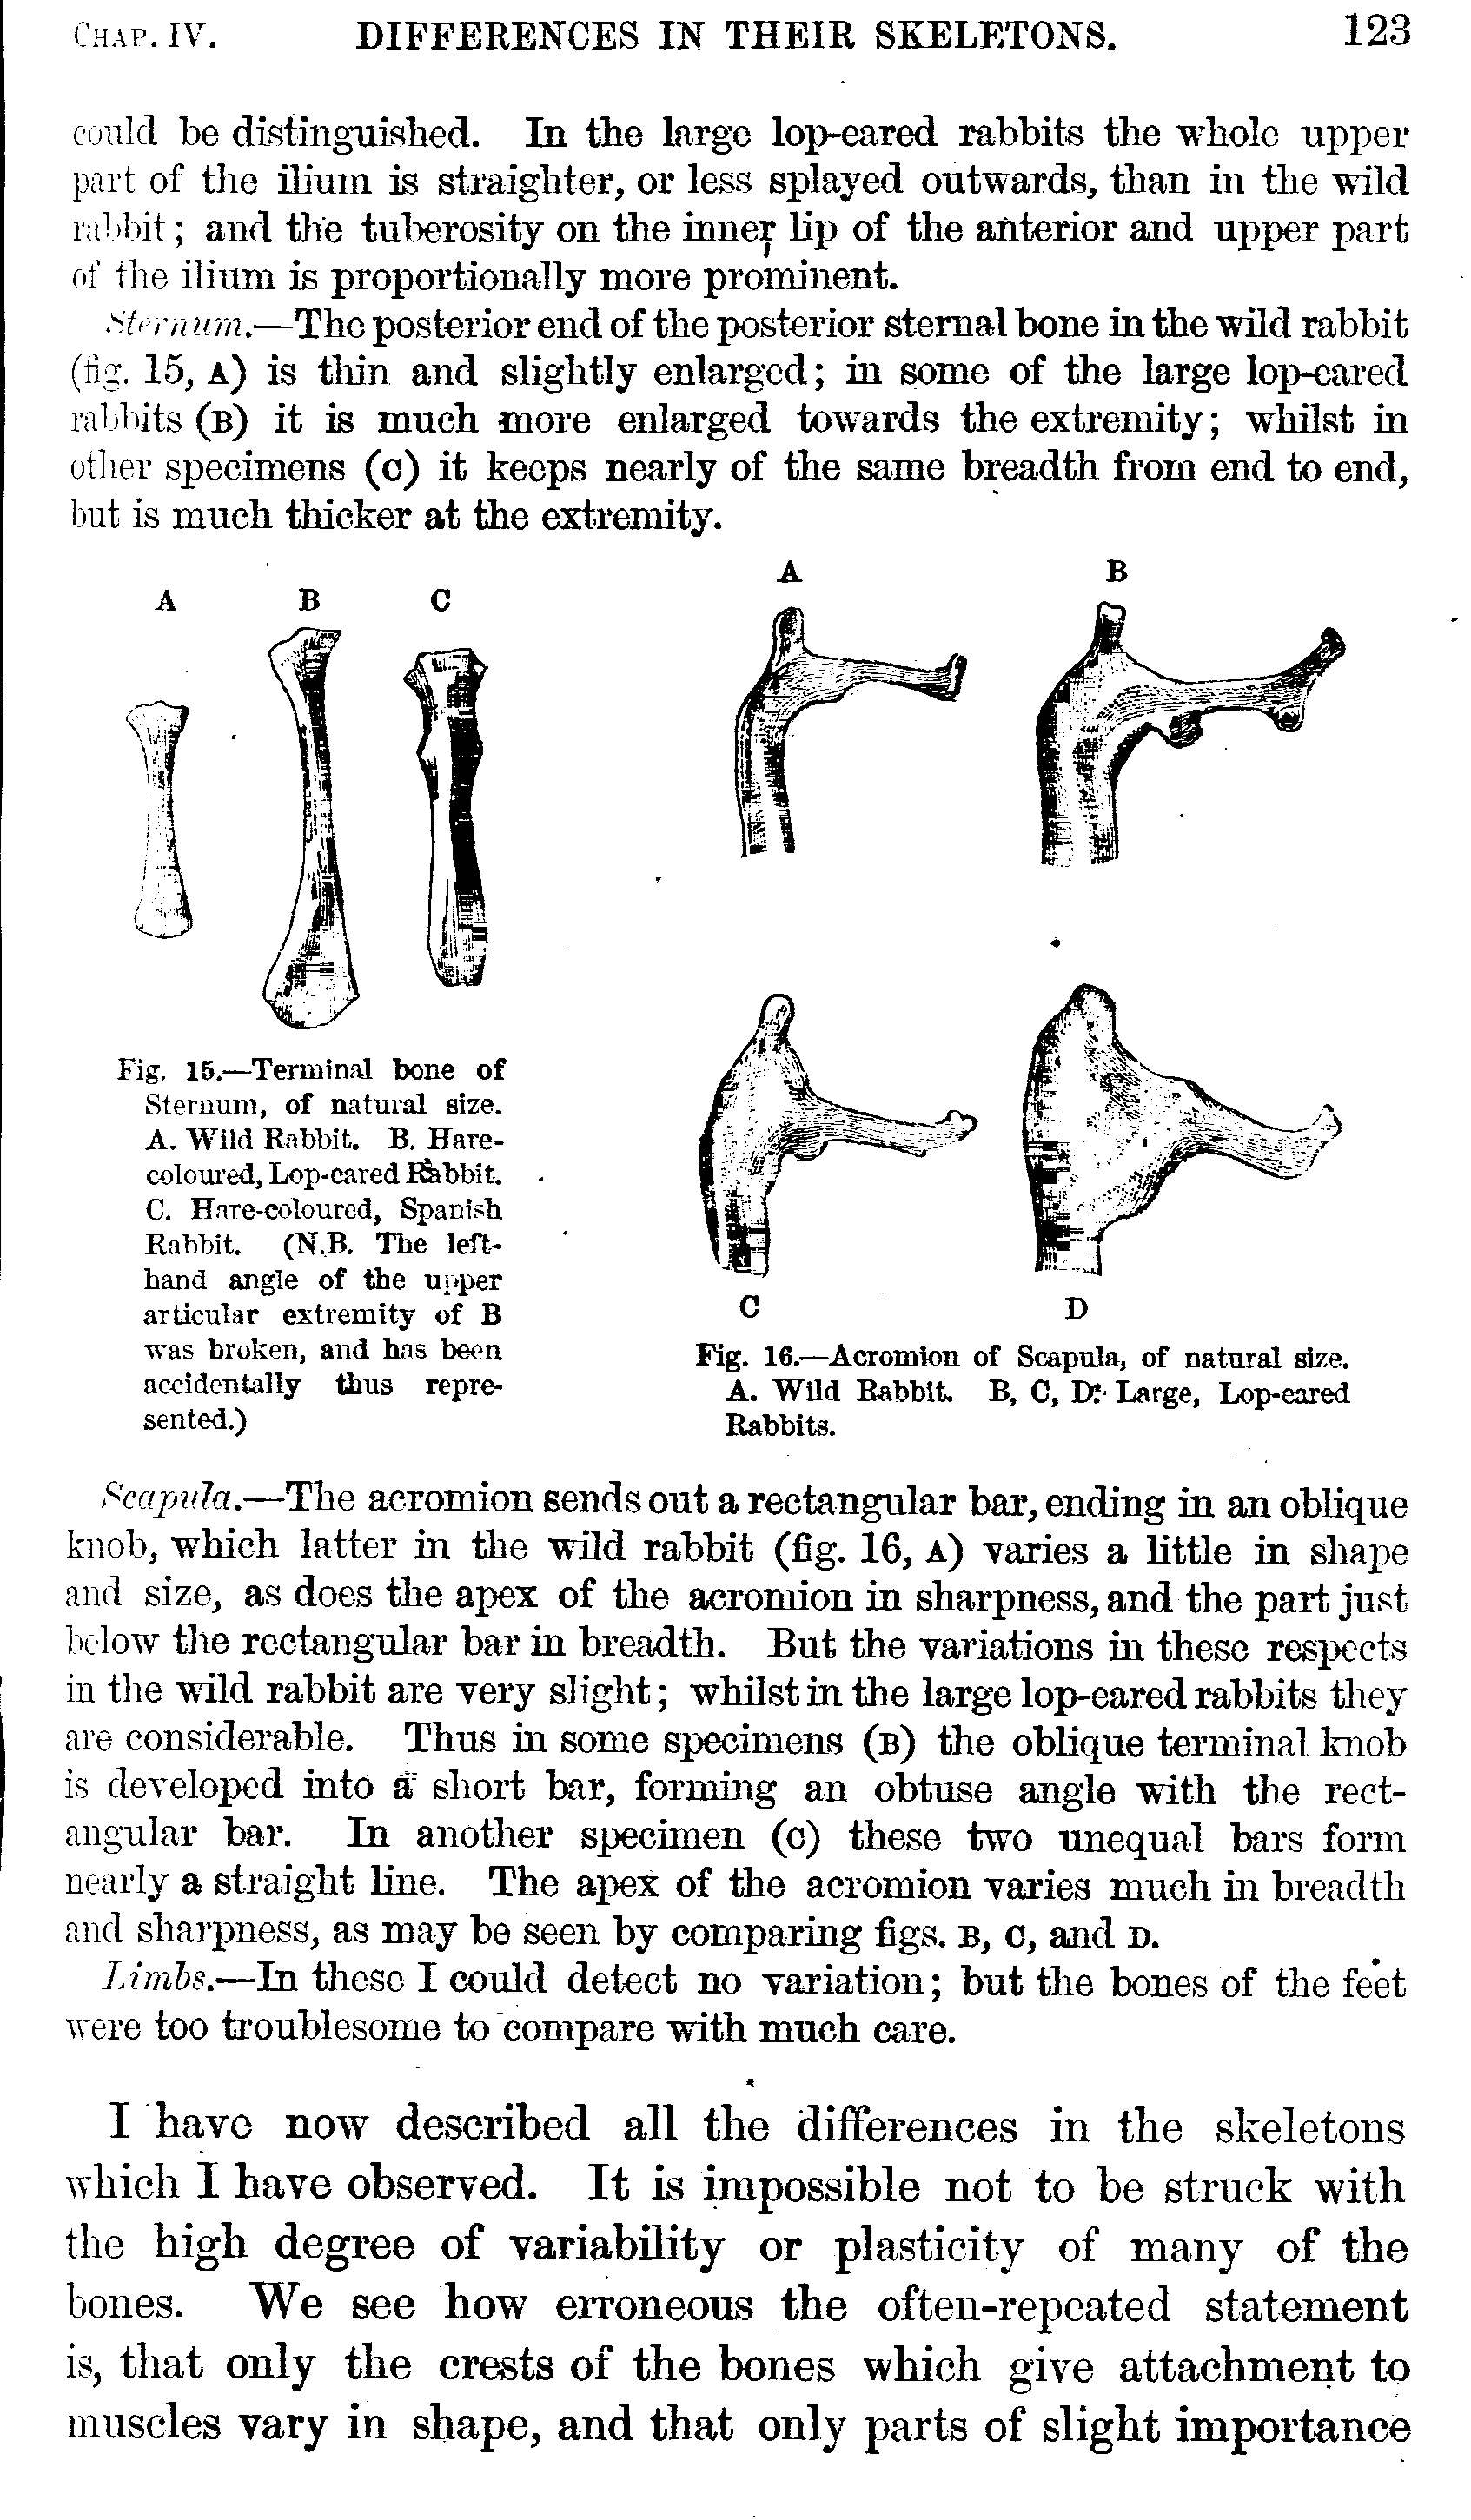 CHAP. IV. DIFFERENCES IN THEIR SKELETONS. 123
could be distinguished. In the large lop-eared rabbits the whole upper
part of the ilium is straighter, or less splayed outwards, than in the wild
rabbit; and the tuberosity on the inner lip of the anterior and upper part
of the ilium is proportionally more prominent.
Sternum.—The posterior end of the posterior sternal bone in the wild rabbit
(fig. 15, A) is thin and slightly enlarged; in some of the large lop-eared
rabbits (B) it is much more enlarged towards the extremity; whilst in
other specimens (C) it keeps nearly of the same breadth from end to end,
but is much thicker at the extremity.
A B C
Fig. 15.—Terminal bone of
Sternum, of natural size.
A. Wild Rabbit. B. Hare-
coloured, Lop-eared Rabbit.
C. Hare-coloured, Spanish
Rabbit. (N.B. The left-
hand angle of the upper
articular extremity of B
was broken, and has been
accidentally thus repre-
sented.)
A B
C D
Fig. 16.—Acromion of Scapula, of natural size.
A. Wild Rabbit. B, C, D. Large, Lop-eared
Rabbits.
Scapula.—The acromion sends out a rectangular bar, ending in an oblique
knob, which latter in the wild rabbit (fig. 16, A) varies a little in shape
and size, as does the apex of the acromion in sharpness, and the part just
below the rectangular bar in breadth. But the variations in these respects
in the wild rabbit are very slight; whilst in the large lop-eared rabbits they
are considerable. Thus in some specimens (B) the oblique terminal knob
is developed into a short bar, forming an obtuse angle with the rect-
angular bar. In another specimen (C) these two unequal bars form
nearly a straight line. The apex of the acromion varies much in breadth
and sharpness, as may be seen by comparing figs. B, C, and D.
Limbs.—In these I could detect no variation; but the bones of the feet
were too troublesome to compare with much care.
I have now described all the differences in the skeletons
which I have observed. It is impossible not to be struck with
the high degree of variability or plasticity of many of the
bones. We see how erroneous the often-repeated statement
is, that only the crests of the bones which give attachment to
muscles vary in shape, and that only parts of slight importance